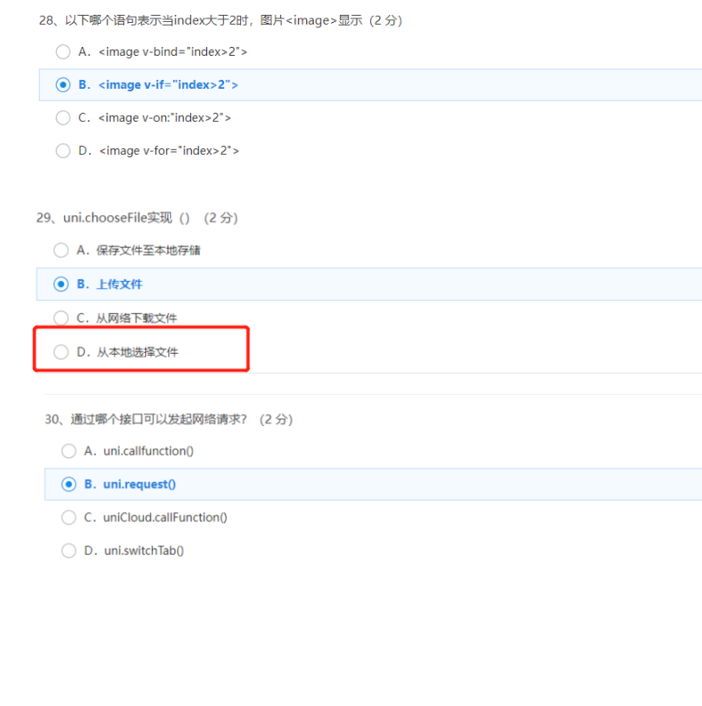 28、以下哪个语句表示当index大于2时，图片<image>显示（2 分）
A. <image v-bind="index>2">
B. <image v-if="index>2">
C. <image v-on:"index>2">
D. <image v-for="index>2">
29、uni.chooseFile实现（）（2 分）
A. 保存文件至本地存储
B. 上传文件
C. 从网络下载文件
D. 从本地选择文件
30、通过哪个接口可以发起网络请求？（2 分）
A. uni.callfunction()
B. uni.request()
C. uniCloud.callFunction()
D. uni.switchTab()